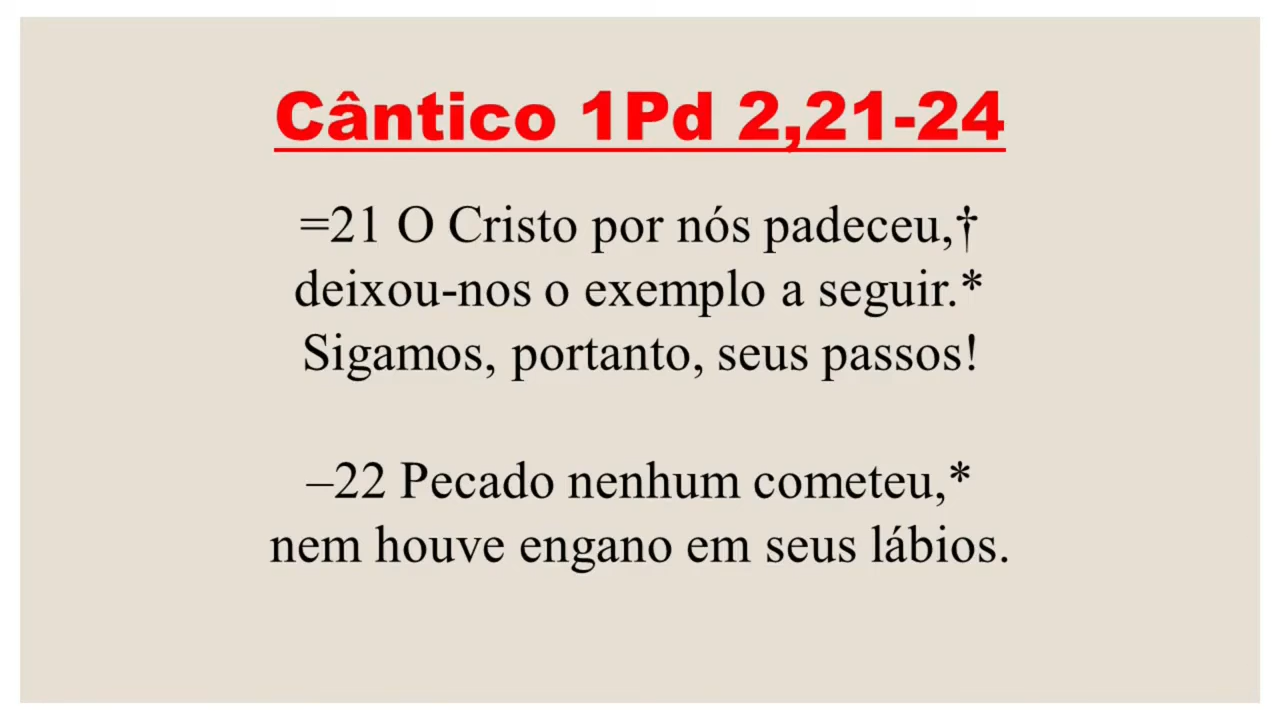 Cântico 1Pd 2,21-24
=21 O Cristo por nós padeceu,†
deixou-nos o exemplo a seguir.*
Sigamos, portanto, seus passos!
–22 Pecado nenhum cometeu,*
nem houve engano em seus lábios.